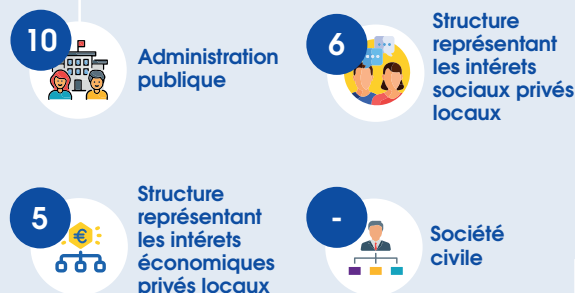 10
Administration
publique
6
Structure
représentant
les intérets
sociaux privés
locaux
5
€
Structure
représentant
les intérets
économiques
privés locaux
-
Société
civile